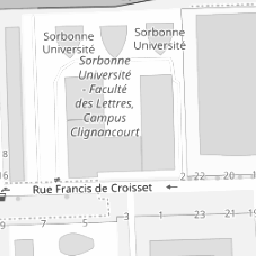 Sorbonne
Université
Sorbonne
Université
Sorbonne
Université
- Faculté
des Lettres,
Campus
Clignancourt
8
16
2 22 20
Rue Francis de Croisset
3 1 23 21 19
9 7 5